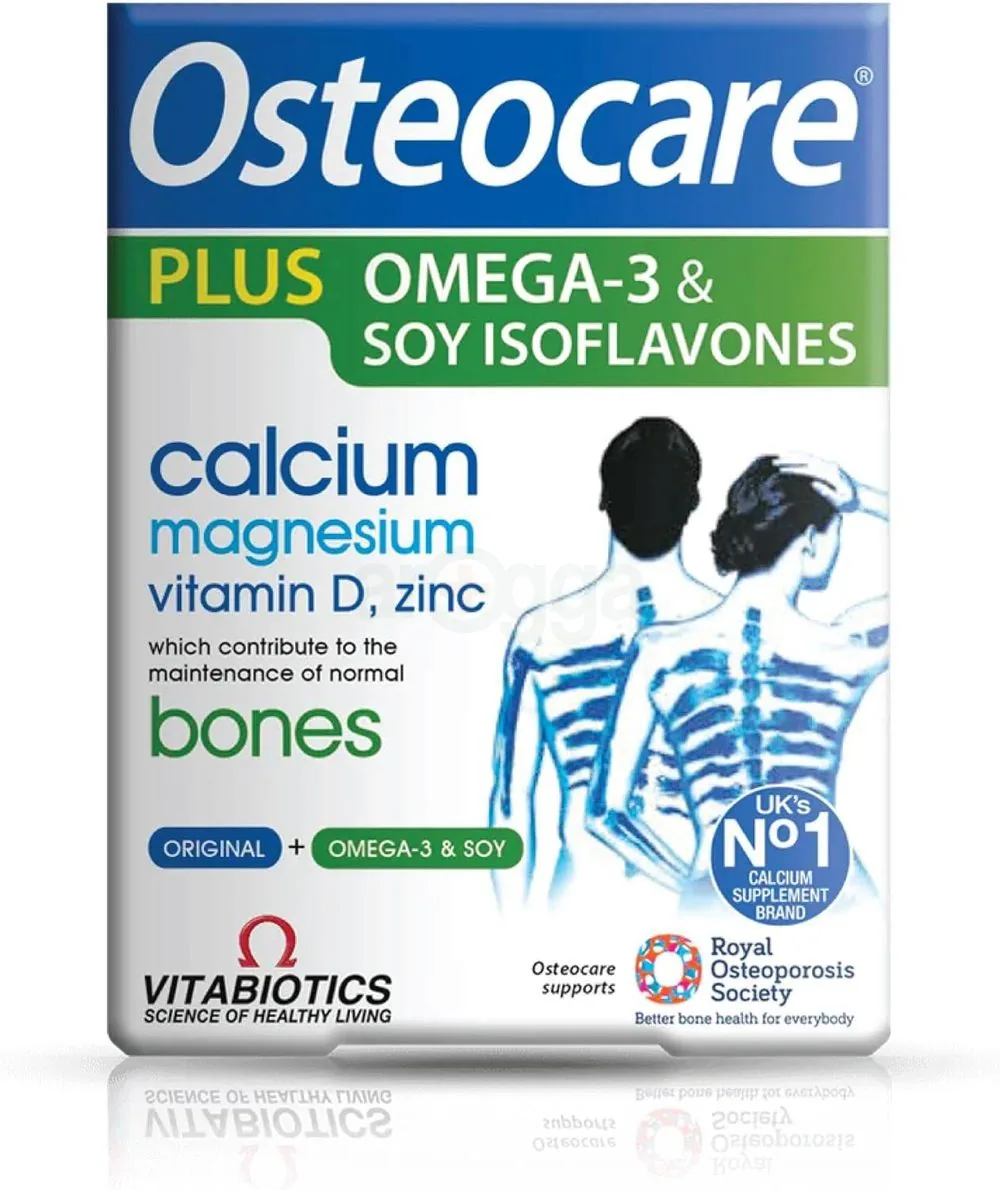 Osteocare®
PLUS OMEGA-3 &
SOY ISOFLAVONES
calcium
magnesium
vitamin D, zinc
which contribute to the
maintenance of normal
bones
ORIGINAL + OMEGA-3 & SOY
UK's
Nº1
CALCIUM
SUPPLEMENT
BRAND
VITABIOTICS
SCIENCE OF HEALTHY LIVING
Osteocare
supports
Royal
Osteoporosis
Society
Better bone health for everybody
arogga